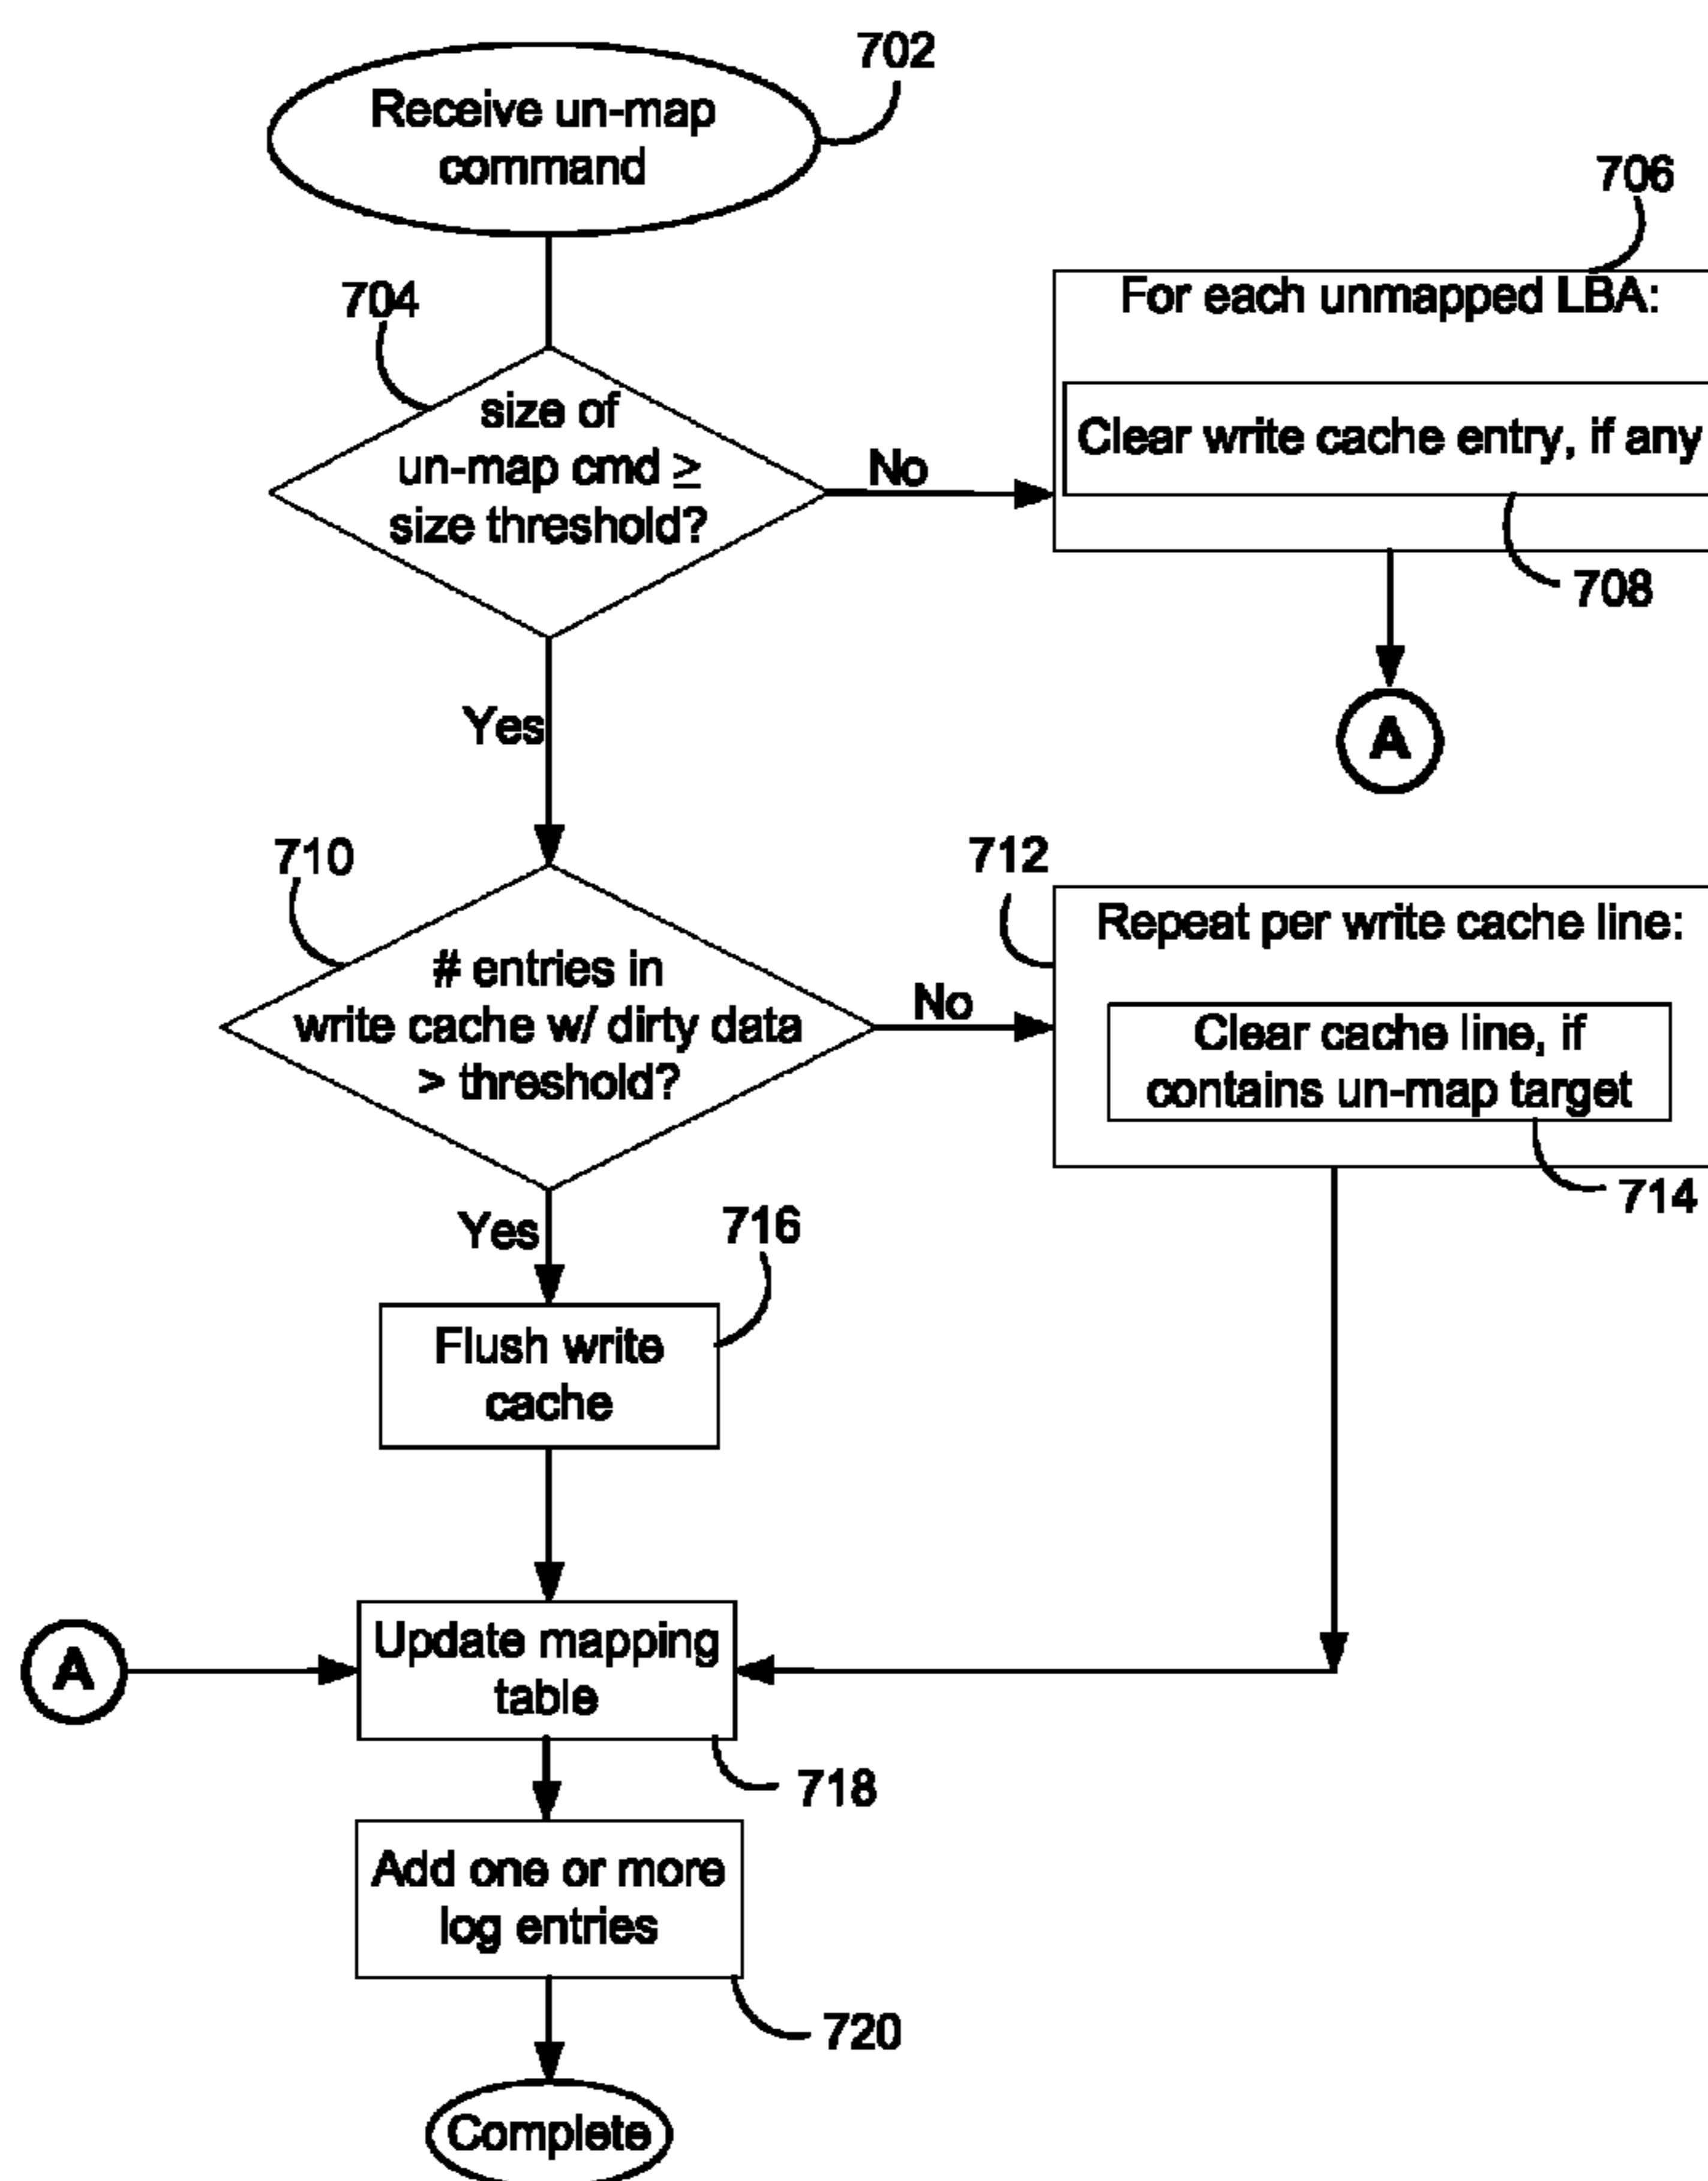 702
Receive un-map
command
706
For each unmapped LBA:
704
size of
un-map cmd ≥
size threshold?
No
Clear write cache entry, if any
708
Yes
A
710
712
# entries in
write cache w/ dirty data
> threshold?
No
Repeat per write cache line:
Clear cache line, if
contains un-map target
714
Yes
716
Flush write
cache
A
Update mapping
table
718
Add one or more
log entries
720
Complete